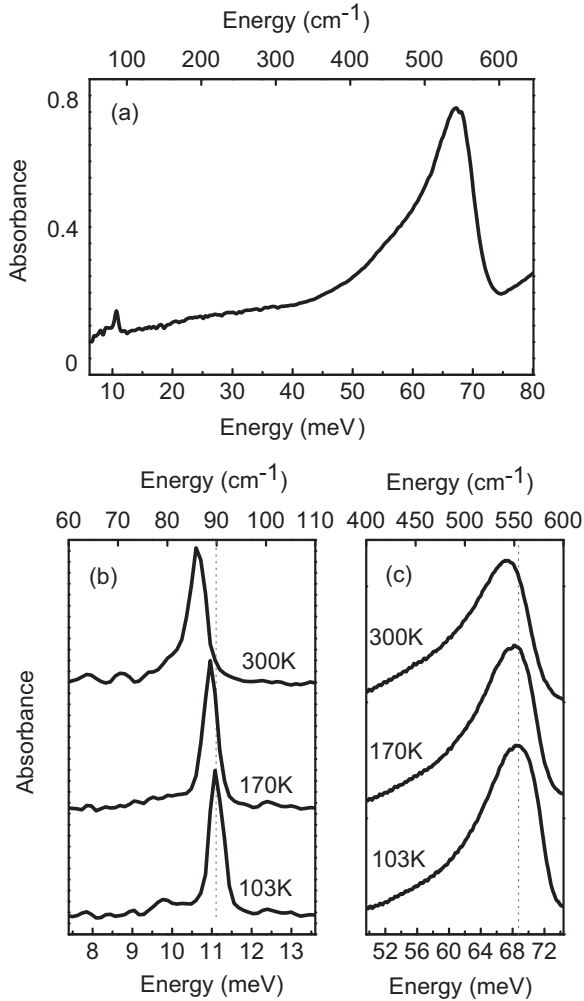 Energy (cm-1)
100 200 300 400 500 600
(a)
0.8
0.4
0
Absorbance
10 20 30 40 50 60 70 80
Energy (meV)
Energy (cm-1) Energy (cm-1)
60 70 80 90 100 110 400 450 500 550 600
(b) (c)
300K 300K
170K 170K
103K 103K
Absorbance
8 9 10 11 12 13 52 56 60 64 68 72
Energy (meV) Energy (meV)